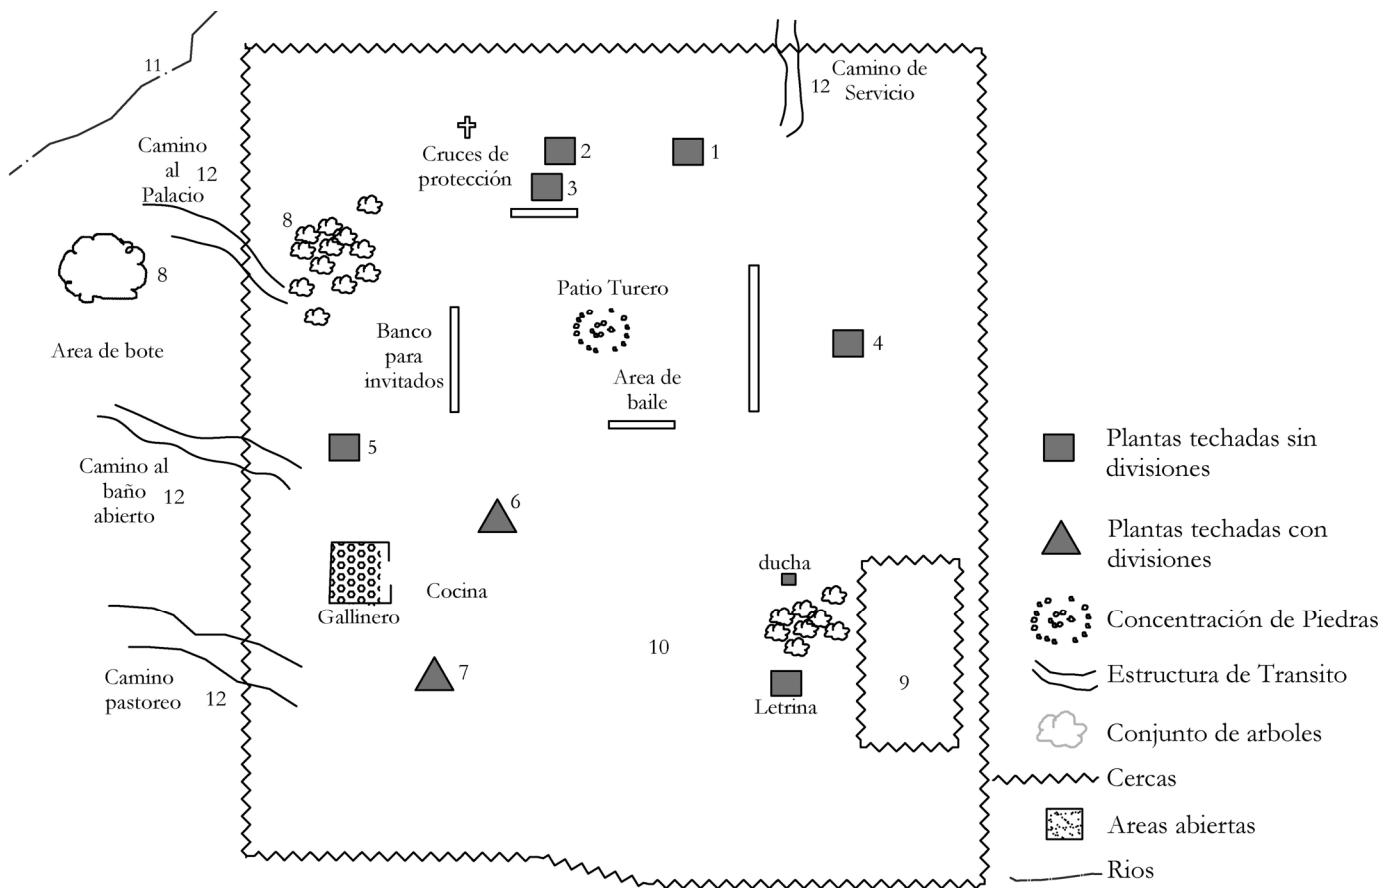 11
12
Camino de
Servicio
Camino
al
Palacio
12
Cruces de
protección
2
1
3
8
8
Area de bote
Patio Turero
Banco
para
invitados
Area de
baile
4
5
Camino al
baño
abierto
12
6
Gallinero
Cocina
ducha
Camino
pastoreo
12
7
10
Letrina
9
Plantas techadas sin
divisiones
Plantas techadas con
divisiones
Concentración de Piedras
Estructura de Transito
Conjunto de arboles
Cercas
Areas abiertas
Rios